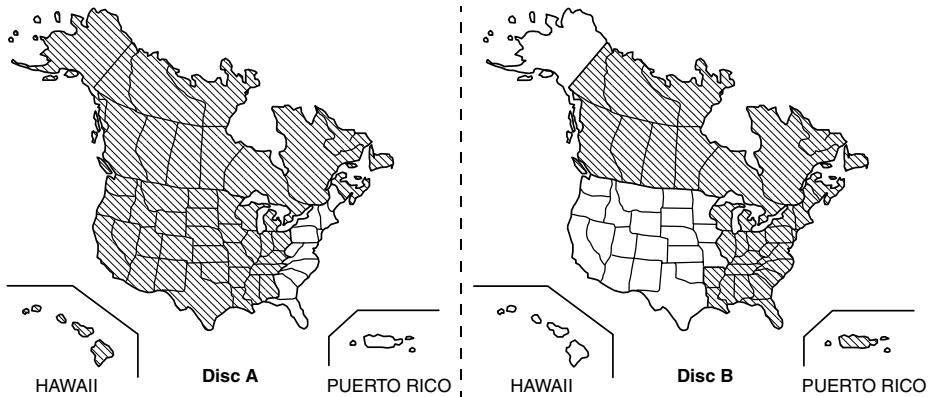 HAWAII
Disc A
PUERTO RICO
HAWAII
Disc B
PUERTO RICO